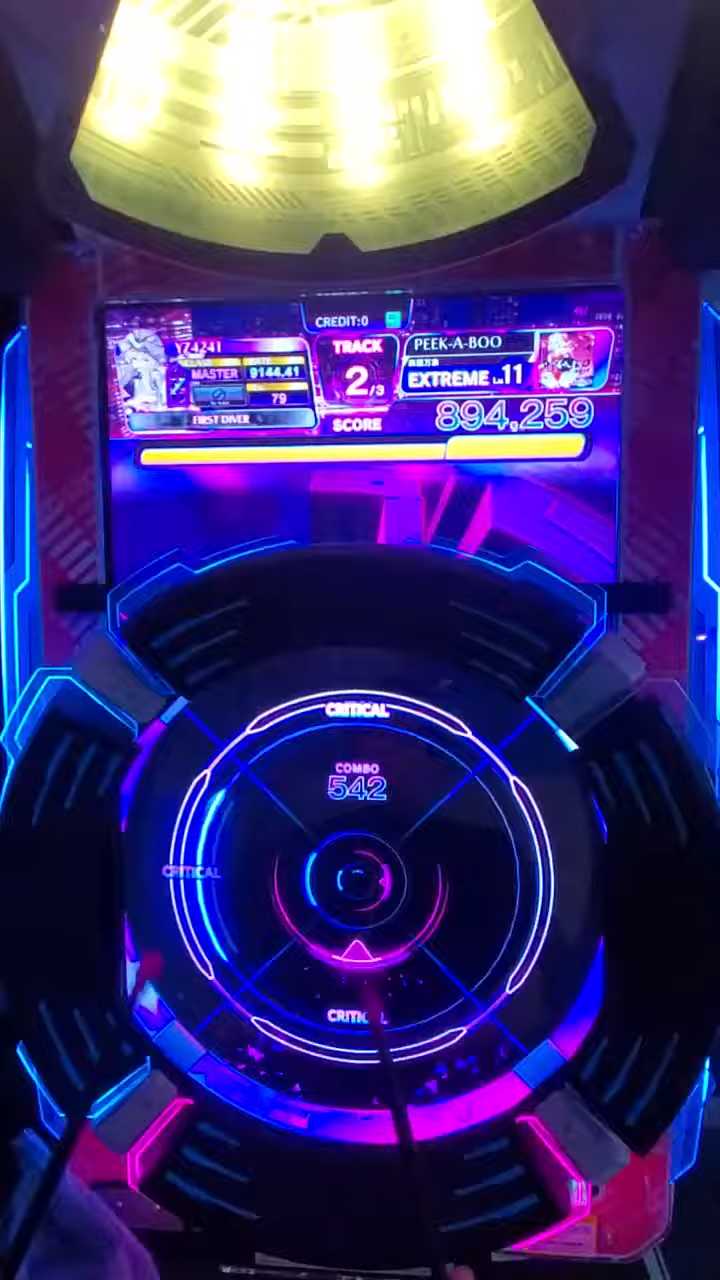 CREDIT:0
YZ4241
MASTER 9144.41
79
FIRST DIVER
TRACK
2/3
SCORE
PEEK-A-BOO
EXTREME Lv.11
894,259
CRITICAL
COMBO
542
CRITICAL
CRITICAL